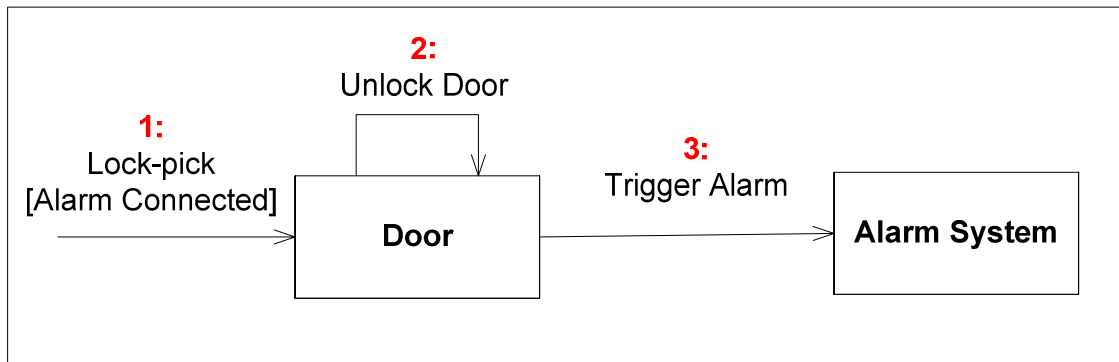 1:
Lock-pick
[Alarm Connected]
2:
Unlock Door
Door
3:
Trigger Alarm
Alarm System